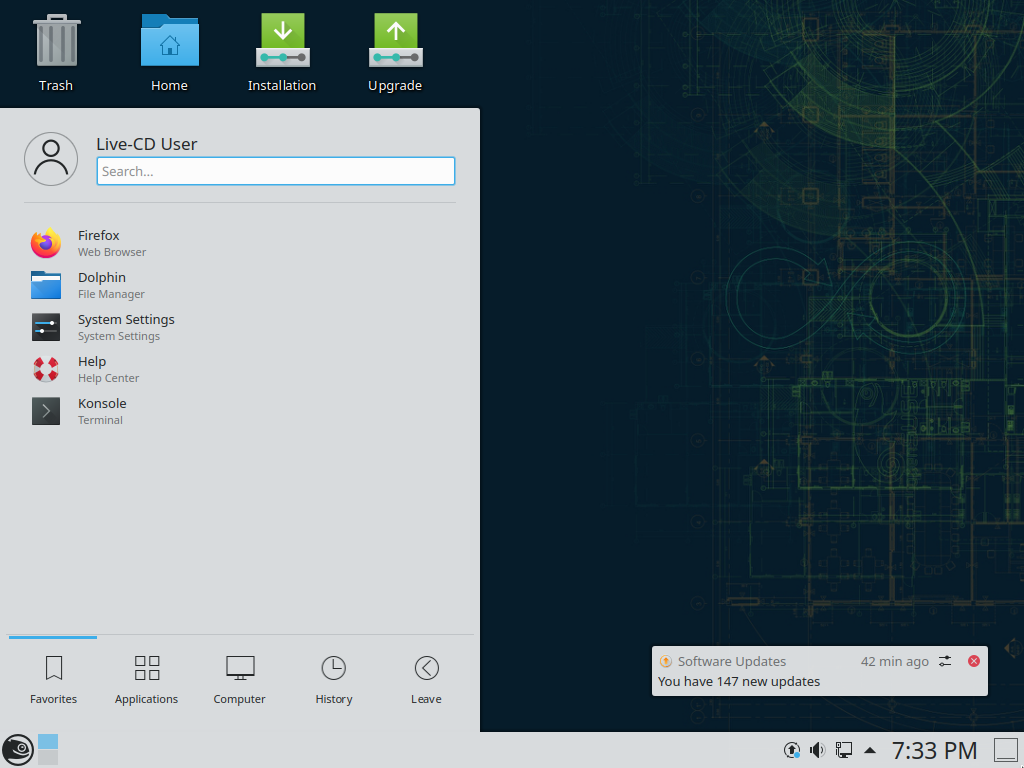 Trash
Home
Installation
Upgrade
Live-CD User
Search...
Firefox
Web Browser
Dolphin
File Manager
System Settings
System Settings
Help
Help Center
Konsole
Terminal
Favorites
Applications
Computer
History
Leave
Software Updates 42 min ago
You have 147 new updates
7:33 PM